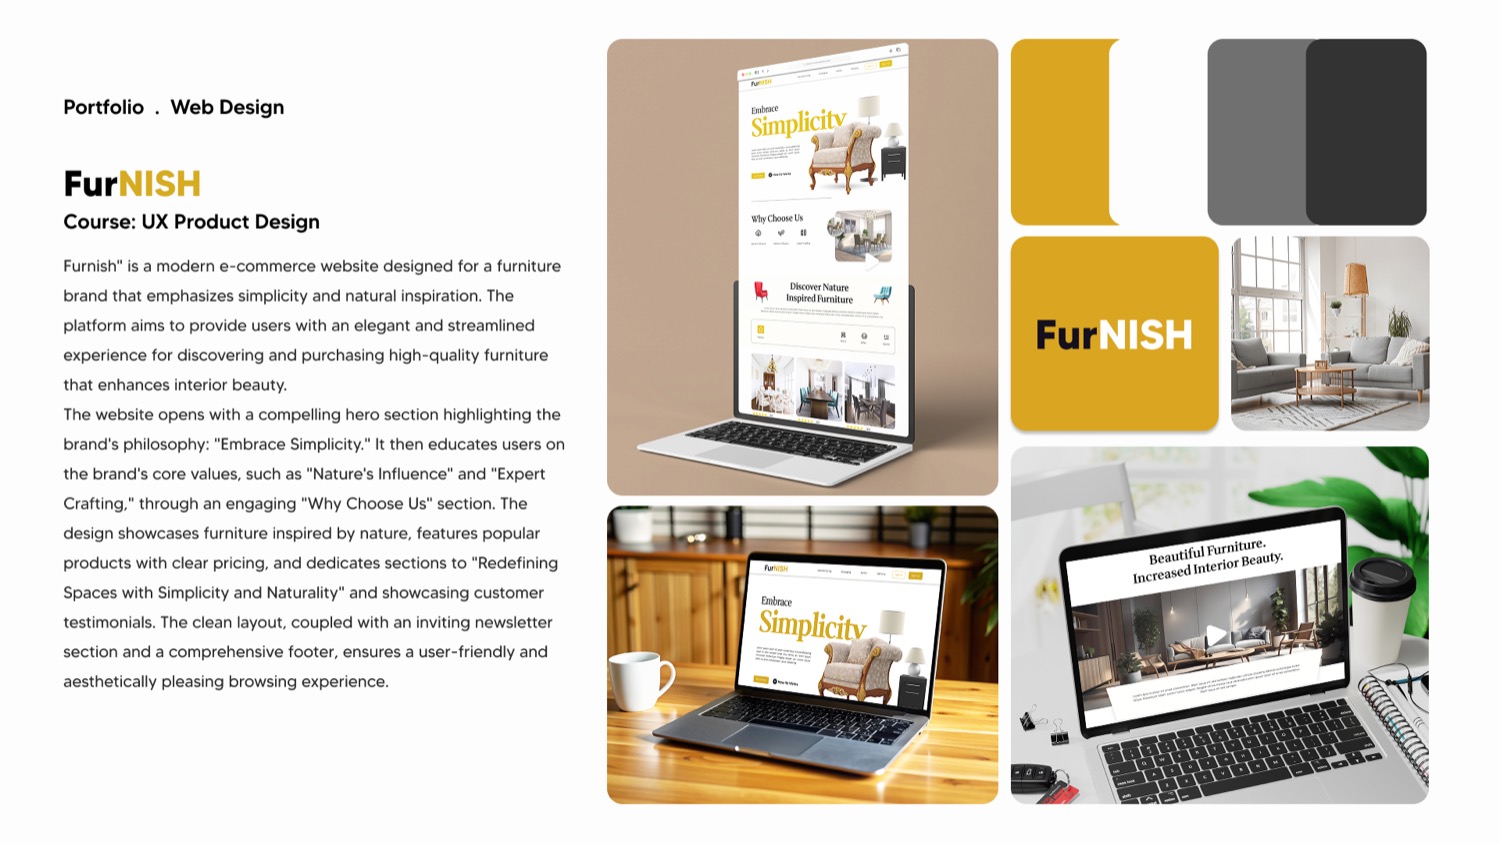 Portfolio . Web Design
FurNISH
Course: UX Product Design
Furnish" is a modern e-commerce website designed for a furniture
brand that emphasizes simplicity and natural inspiration. The
platform aims to provide users with an elegant and streamlined
experience for discovering and purchasing high-quality furniture
that enhances interior beauty.
The website opens with a compelling hero section highlighting the
brand's philosophy: "Embrace Simplicity." It then educates users on
the brand's core values, such as "Nature's Influence" and "Expert
Crafting," through an engaging "Why Choose Us" section. The
design showcases furniture inspired by nature, features popular
products with clear pricing, and dedicates sections to "Redefining
Spaces with Simplicity and Naturality" and showcasing customer
testimonials. The clean layout, coupled with an inviting newsletter
section and a comprehensive footer, ensures a user-friendly and
aesthetically pleasing browsing experience.
FurNISH
Embrace
Simplicity
Why Choose Us
Discover Nature
Inspired Furniture
FurNISH
FurNISH
Embrace
Simplicity
Beautiful Furniture.
Increased Interior Beauty.